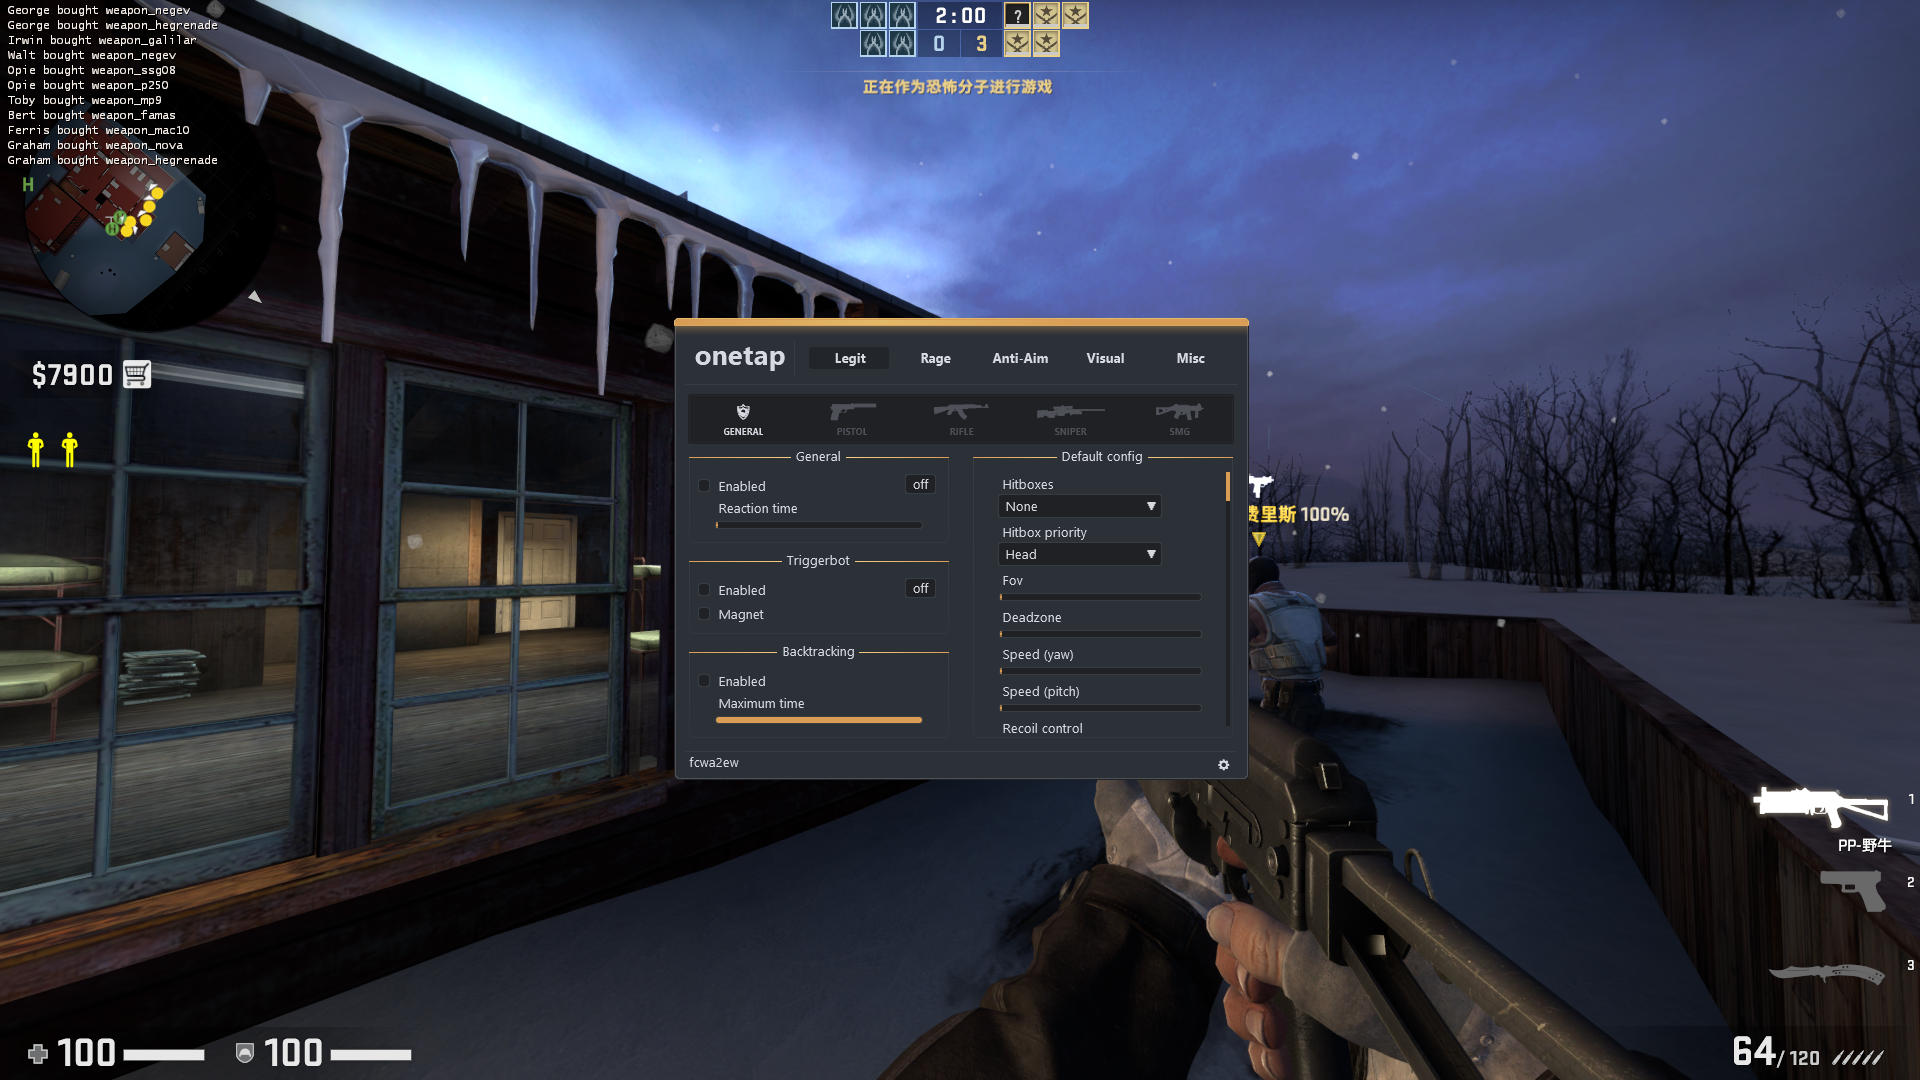 George bought weapon_negev
George bought weapon_hegrenade
Irwin bought weapon_galilar
Walt bought weapon_negev
Opie bought weapon_ssg08
Opie bought weapon_p250
Toby bought weapon_mp9
Bert bought weapon_famas
Ferris bought weapon_mac10
Graham bought weapon_nova
Graham bought weapon_hegrenade
2:00
?
0 3
正在作为恐怖分子进行游戏
H
H
H
$7900
onetap
Legit
Rage
Anti-Aim
Visual
Misc
GENERAL
PISTOL
RIFLE
SNIPER
SMG
General
Enabled
off
Reaction time
Triggerbot
Enabled
off
Magnet
Backtracking
Enabled
Maximum time
Default config
Hitboxes
None
Hitbox priority
Head
Fov
Deadzone
Speed (yaw)
Speed (pitch)
Recoil control
fcwa2ew
费里斯 100%
1
PP-野牛
2
3
100
100
64/ 120